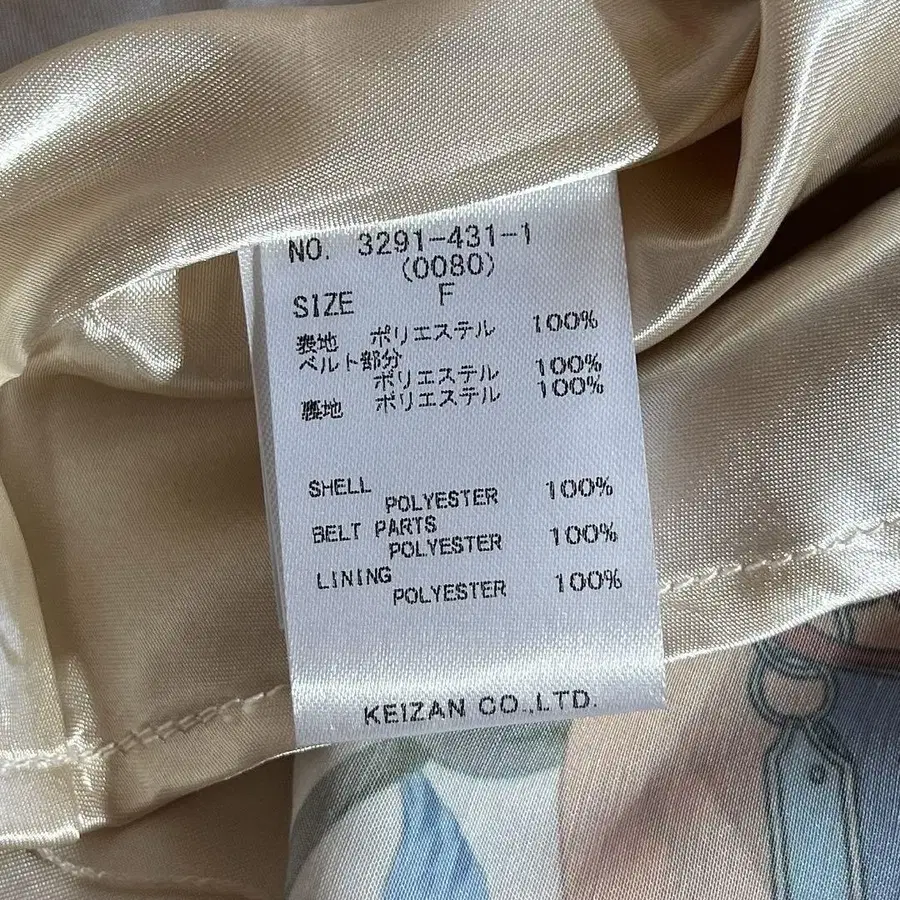 NO. 3291-431-1
(0080)
SIZE F
表地 ポリエステル 100%
ベルト部分
ポリエステル 100%
裏地 ポリエステル 100%
SHELL
POLYESTER 100%
BELT PARTS
POLYESTER 100%
LINING
POLYESTER 100%
KEIZAN CO.,LTD.